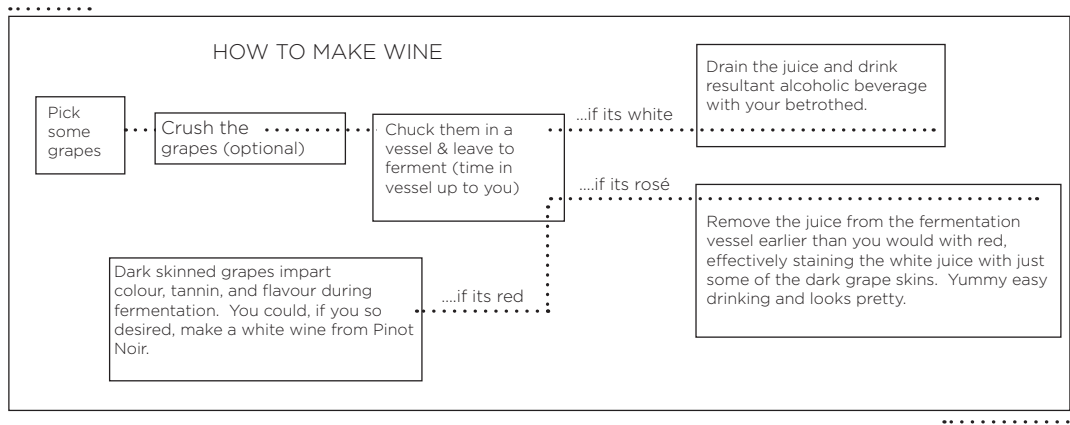 HOW TO MAKE WINE
Pick
some
grapes
Crush the
grapes (optional)
Chuck them in a
vessel & leave to
ferment (time in
vessel up to you)
...if its white
Drain the juice and drink
resultant alcoholic beverage
with your betrothed.
....if its rosé
Remove the juice from the fermentation
vessel earlier than you would with red,
effectively staining the white juice with just
some of the dark grape skins.  Yummy easy
drinking and looks pretty.
....if its red
Dark skinned grapes impart
colour, tannin, and flavour during
fermentation.  You could, if you so
desired, make a white wine from Pinot
Noir.